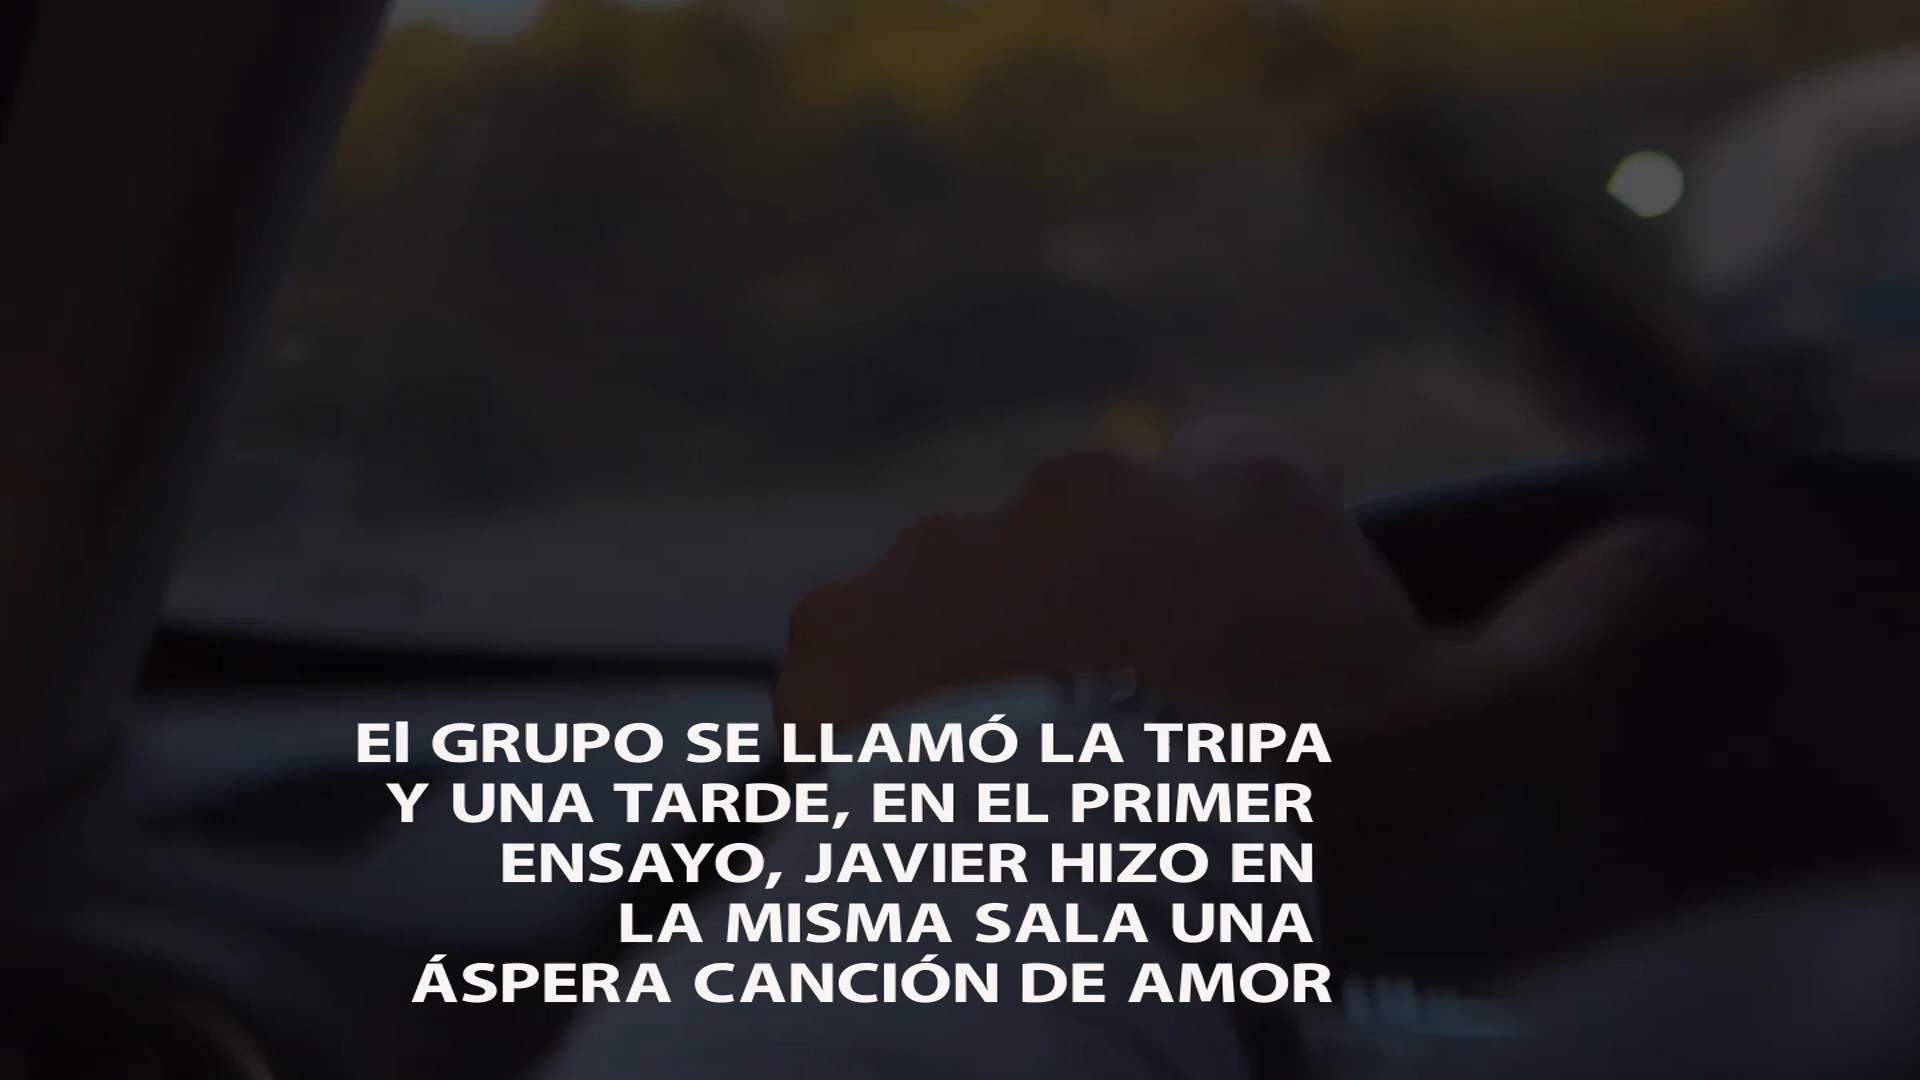 El GRUPO SE LLAMÓ LA TRIPA
Y UNA TARDE, EN EL PRIMER
ENSAYO, JAVIER HIZO EN
LA MISMA SALA UNA
ÁSPERA CANCIÓN DE AMOR